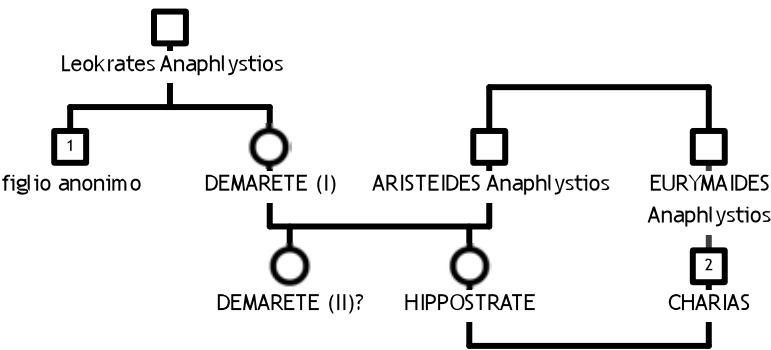 Leokrates Anaphlystios
1
figlio anonimo
DEMARETE (I)
ARISTEIDES Anaphlystios
EURYMAIDES
Anaphlystios
2
DEMARETE (II)?
HIPPOSTRATE
CHARIAS